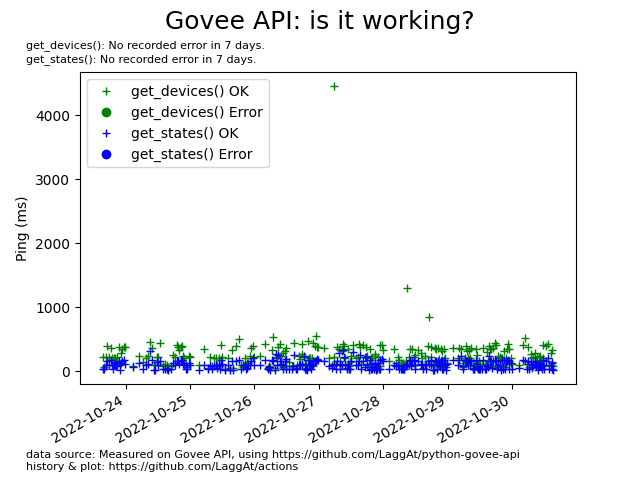 Govee API: is it working?
get_devices(): No recorded error in 7 days.
get_states(): No recorded error in 7 days.
get_devices() OK
get_devices() Error
get_states() OK
get_states() Error
Ping (ms)
4000
3000
2000
1000
0
2022-10-24
2022-10-25
2022-10-26
2022-10-27
2022-10-28
2022-10-29
2022-10-30
data source: Measured on Govee API, using https://github.com/LaggAt/python-govee-api
history & plot: https://github.com/LaggAt/actions